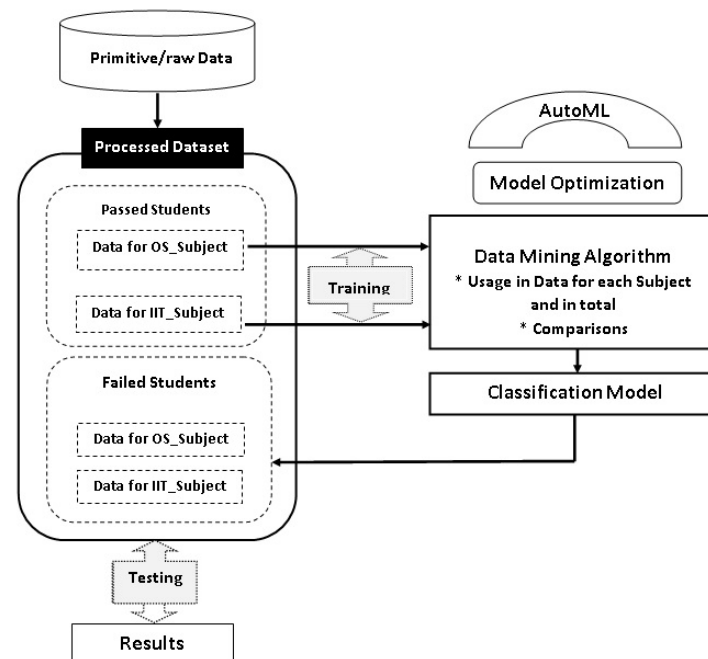 Primitive/raw Data
Processed Dataset
Passed Students
Data for OS_Subject
Data for IIT_Subject
Failed Students
Data for OS_Subject
Data for IIT_Subject
Training
AutoML
Model Optimization
Data Mining Algorithm
* Usage in Data for each Subject
and in total
* Comparisons
Classification Model
Testing
Results